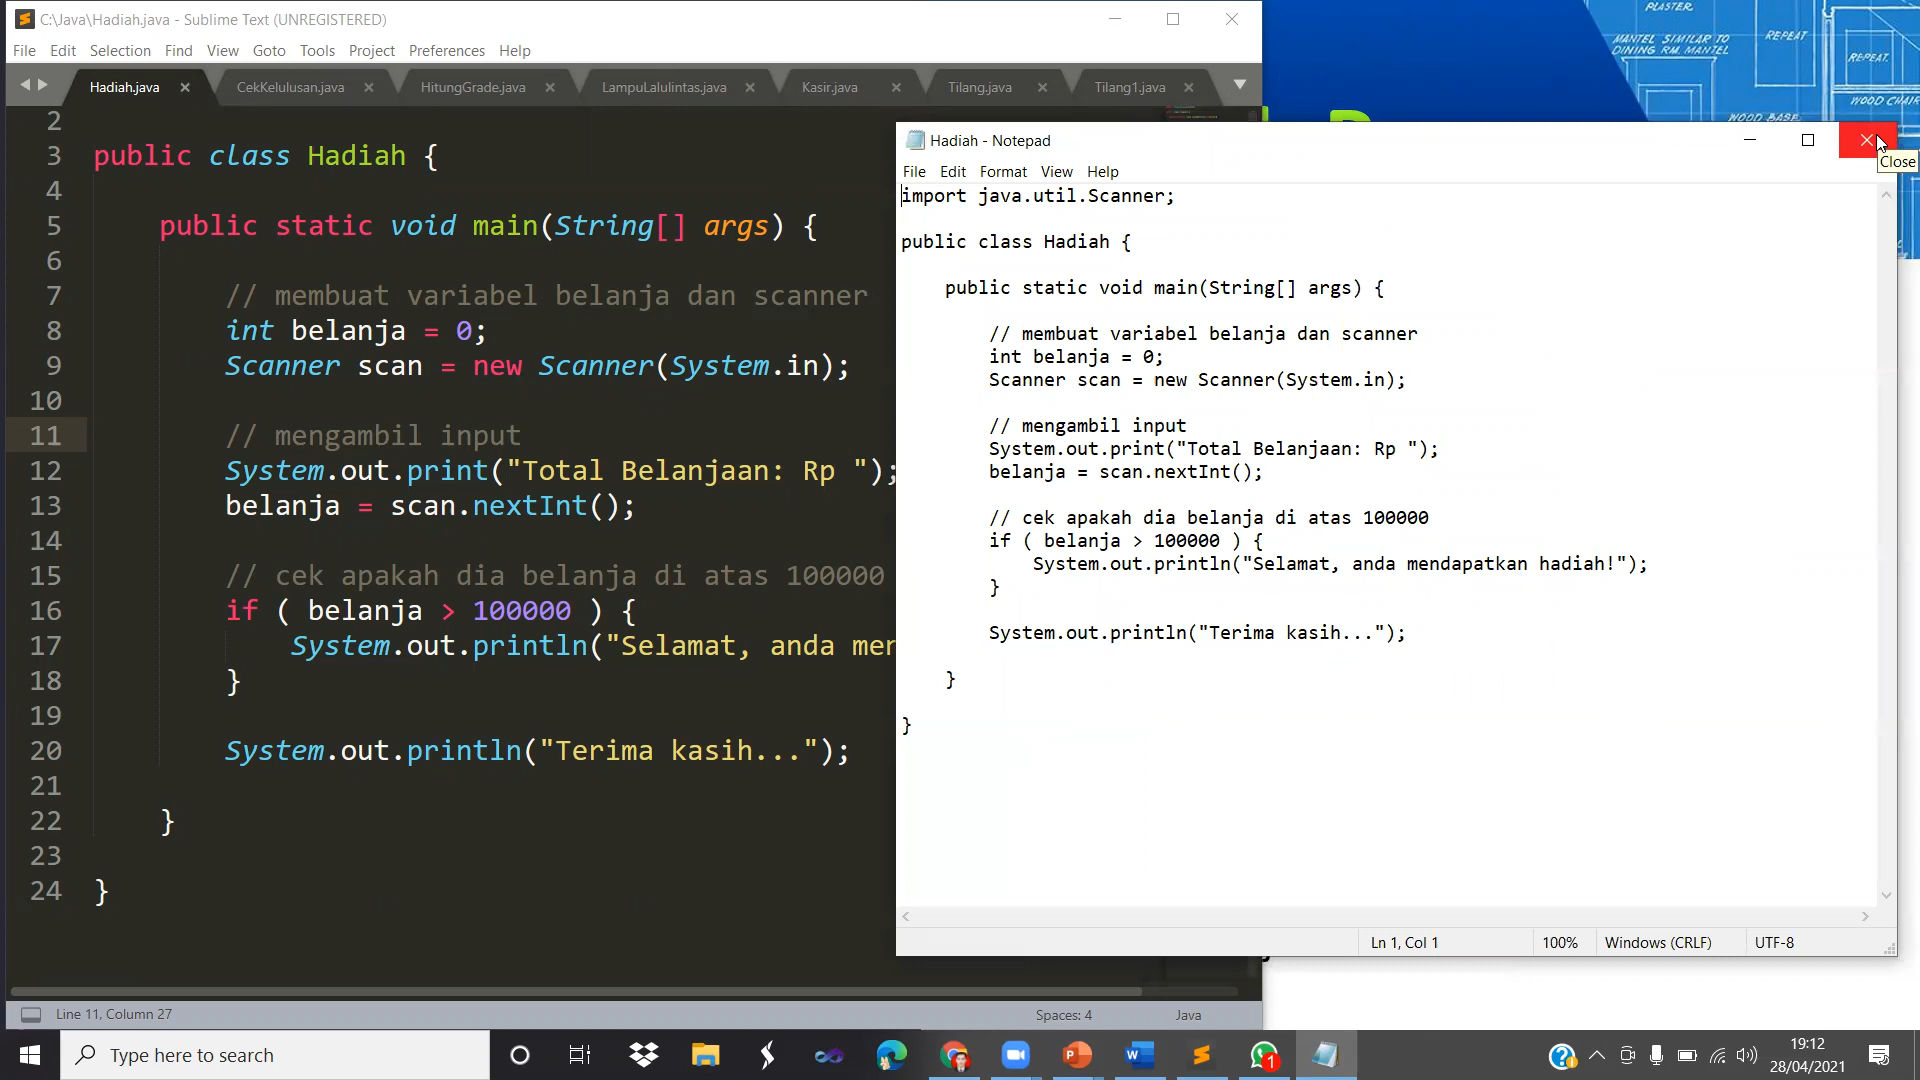 C:\Java\Hadiah.java - Sublime Text (UNREGISTERED)
File Edit Selection Find View Goto Tools Project Preferences Help
Hadiah.java CekKelulusan.java HitungGrade.java LampuLalulintas.java Kasir.java Tilang.java Tilang1.java
2
3 public class Hadiah {
4
5 public static void main(String[] args) {
6
7 // membuat variabel belanja dan scanner
8 int belanja = 0;
9 Scanner scan = new Scanner(System.in);
10
11 // mengambil input
12 System.out.print("Total Belanjaan: Rp ");
13 belanja = scan.nextInt();
14
15 // cek apakah dia belanja di atas 100000
16 if ( belanja > 100000 ) {
17 System.out.println("Selamat, anda mer
18 }
19
20 System.out.println("Terima kasih...");
21
22 }
23
24 }
Line 11, Column 27
Spaces: 4 Java
PLASTER
MANTEL SIMILAR TO
DINING RM MANTEL
REPEAT
REPEAT.
WOOD CHAIR
WOOD BASE
Hadiah - Notepad
Close
File Edit Format View Help
import java.util.Scanner;
public class Hadiah {
public static void main(String[] args) {
// membuat variabel belanja dan scanner
int belanja = 0;
Scanner scan = new Scanner(System.in);
// mengambil input
System.out.print("Total Belanjaan: Rp ");
belanja = scan.nextInt();
// cek apakah dia belanja di atas 100000
if ( belanja > 100000 ) {
System.out.println("Selamat, anda mendapatkan hadiah!");
}
System.out.println("Terima kasih...");
}
}
Ln 1, Col 1 100% Windows (CRLF) UTF-8
Type here to search
1
19:12
28/04/2021